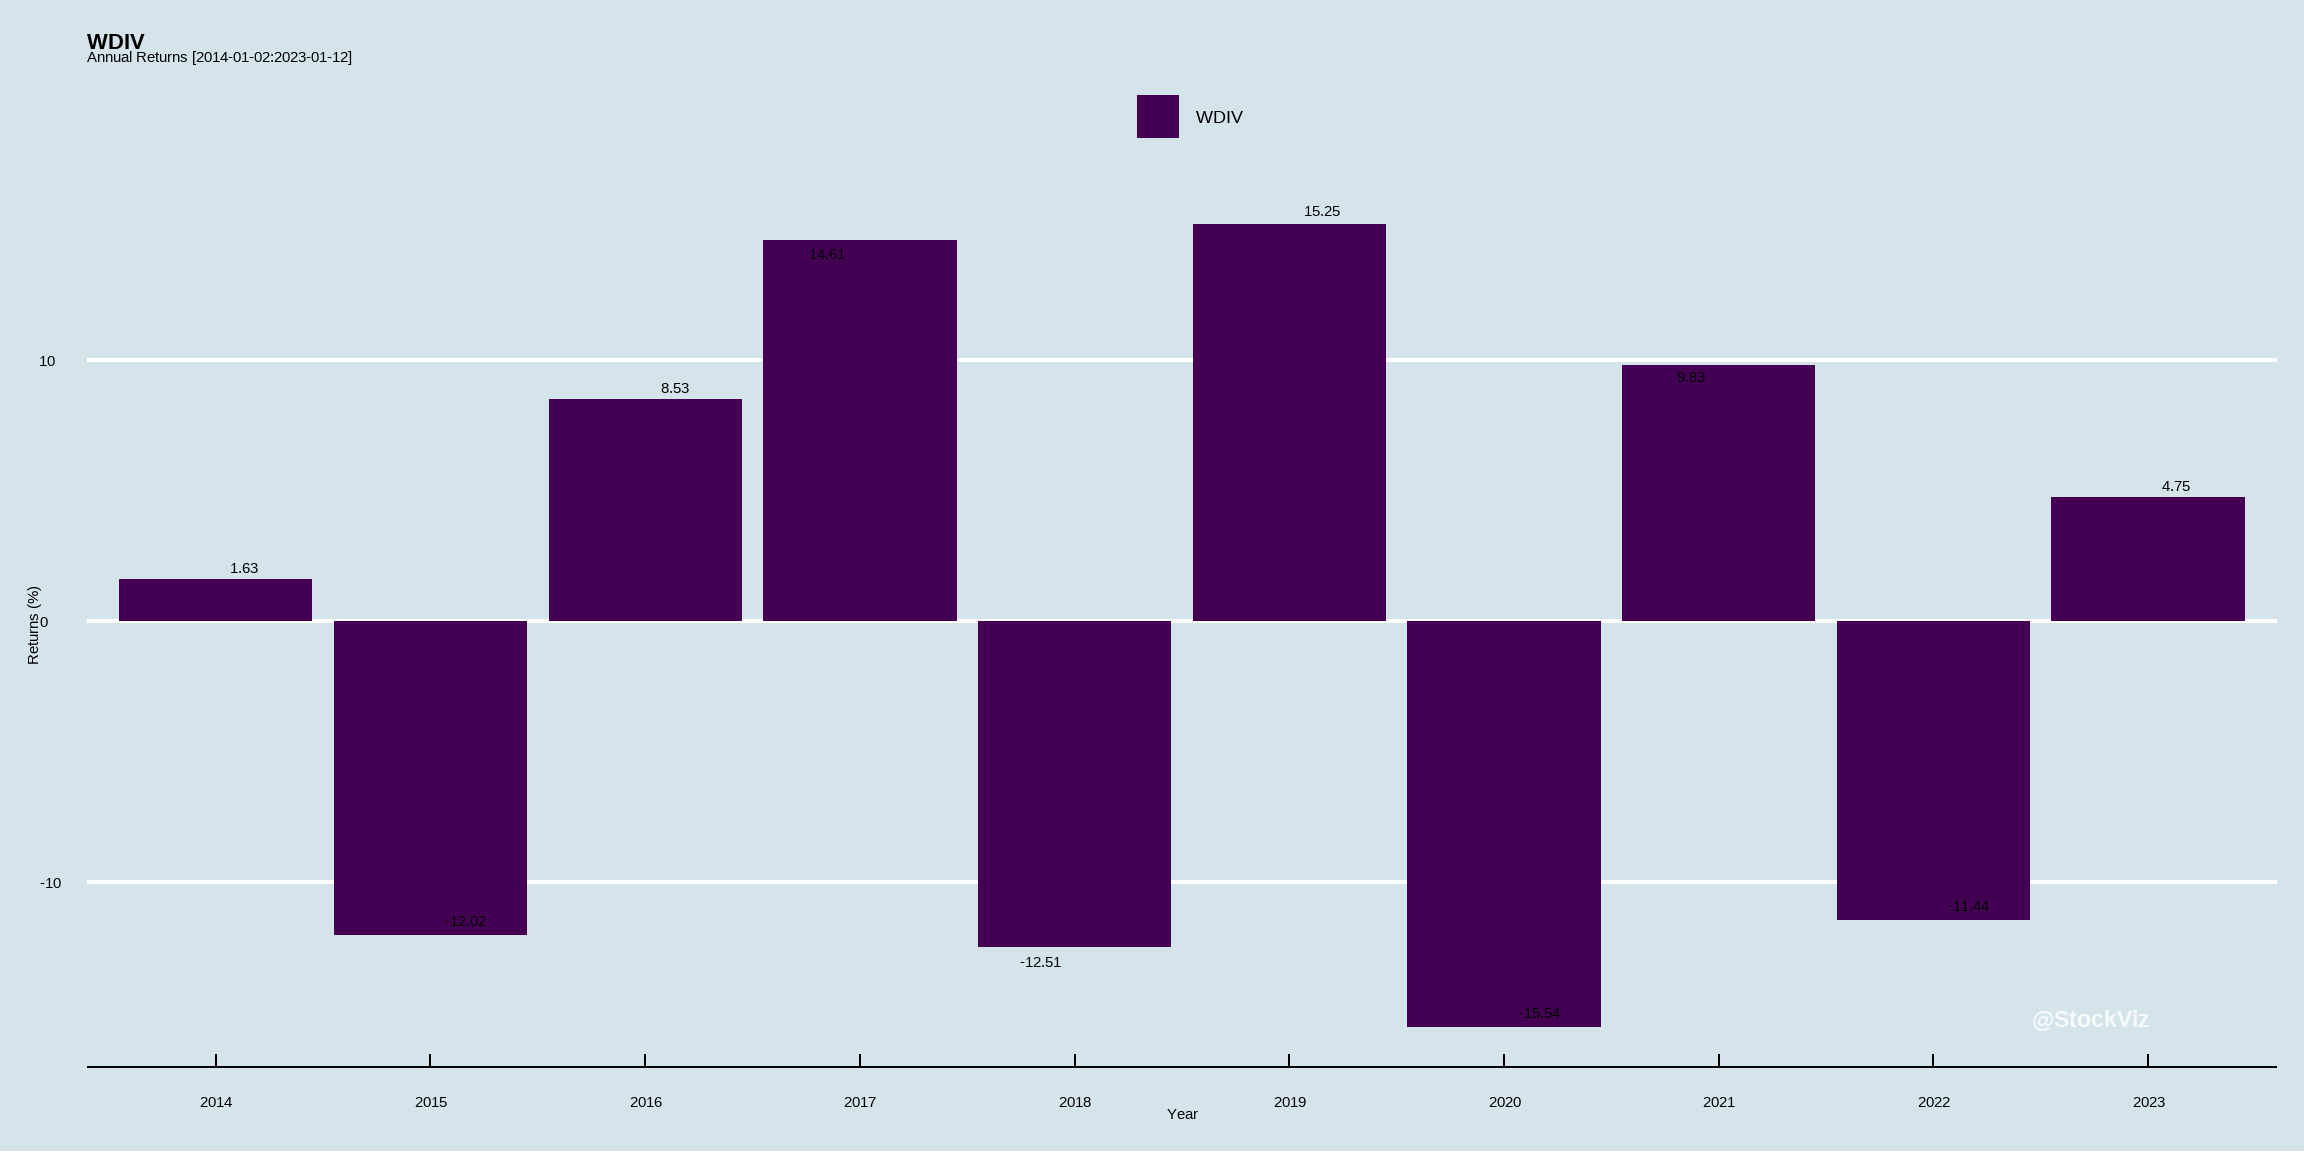 WDIV
Annual Returns [2014-01-02:2023-01-12]
WDIV
15.25
14.61
10
9.83
8.53
4.75
1.63
Returns (%)
0
-10
-11.44
-12.02
-12.51
-15.54
@StockViz
2014 2015 2016 2017 2018 2019 2020 2021 2022 2023
Year